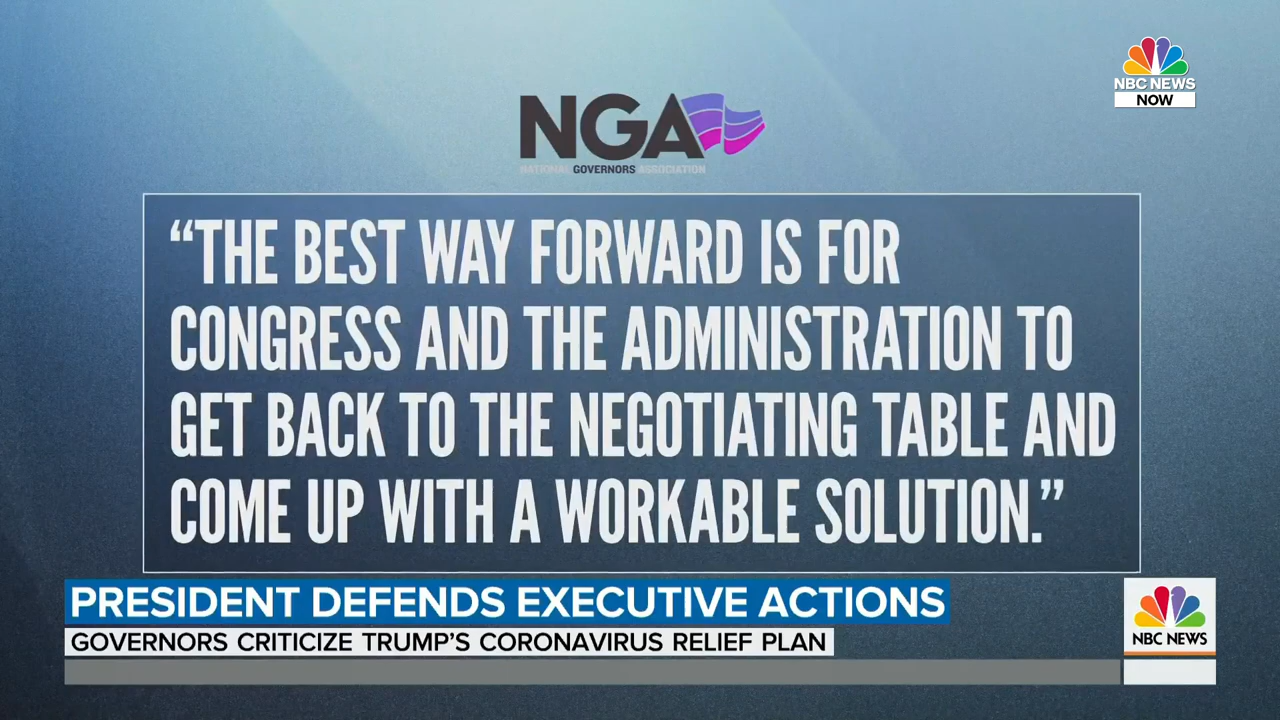 NBC NEWS
NOW
NGA
NATIONAL GOVERNORS ASSOCIATION
“THE BEST WAY FORWARD IS FOR
CONGRESS AND THE ADMINISTRATION TO
GET BACK TO THE NEGOTIATING TABLE AND
COME UP WITH A WORKABLE SOLUTION.”
PRESIDENT DEFENDS EXECUTIVE ACTIONS
GOVERNORS CRITICIZE TRUMP’S CORONAVIRUS RELIEF PLAN
NBC NEWS